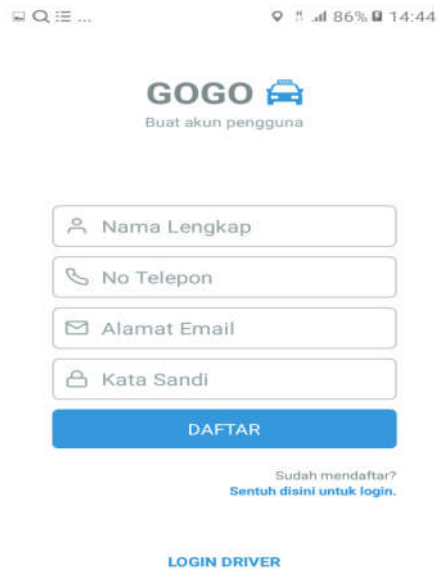 ... 86% 14:44
GOGO
Buat akun pengguna
Nama Lengkap
No Telepon
Alamat Email
Kata Sandi
DAFTAR
Sudah mendaftar?
Sentuh disini untuk login.
LOGIN DRIVER